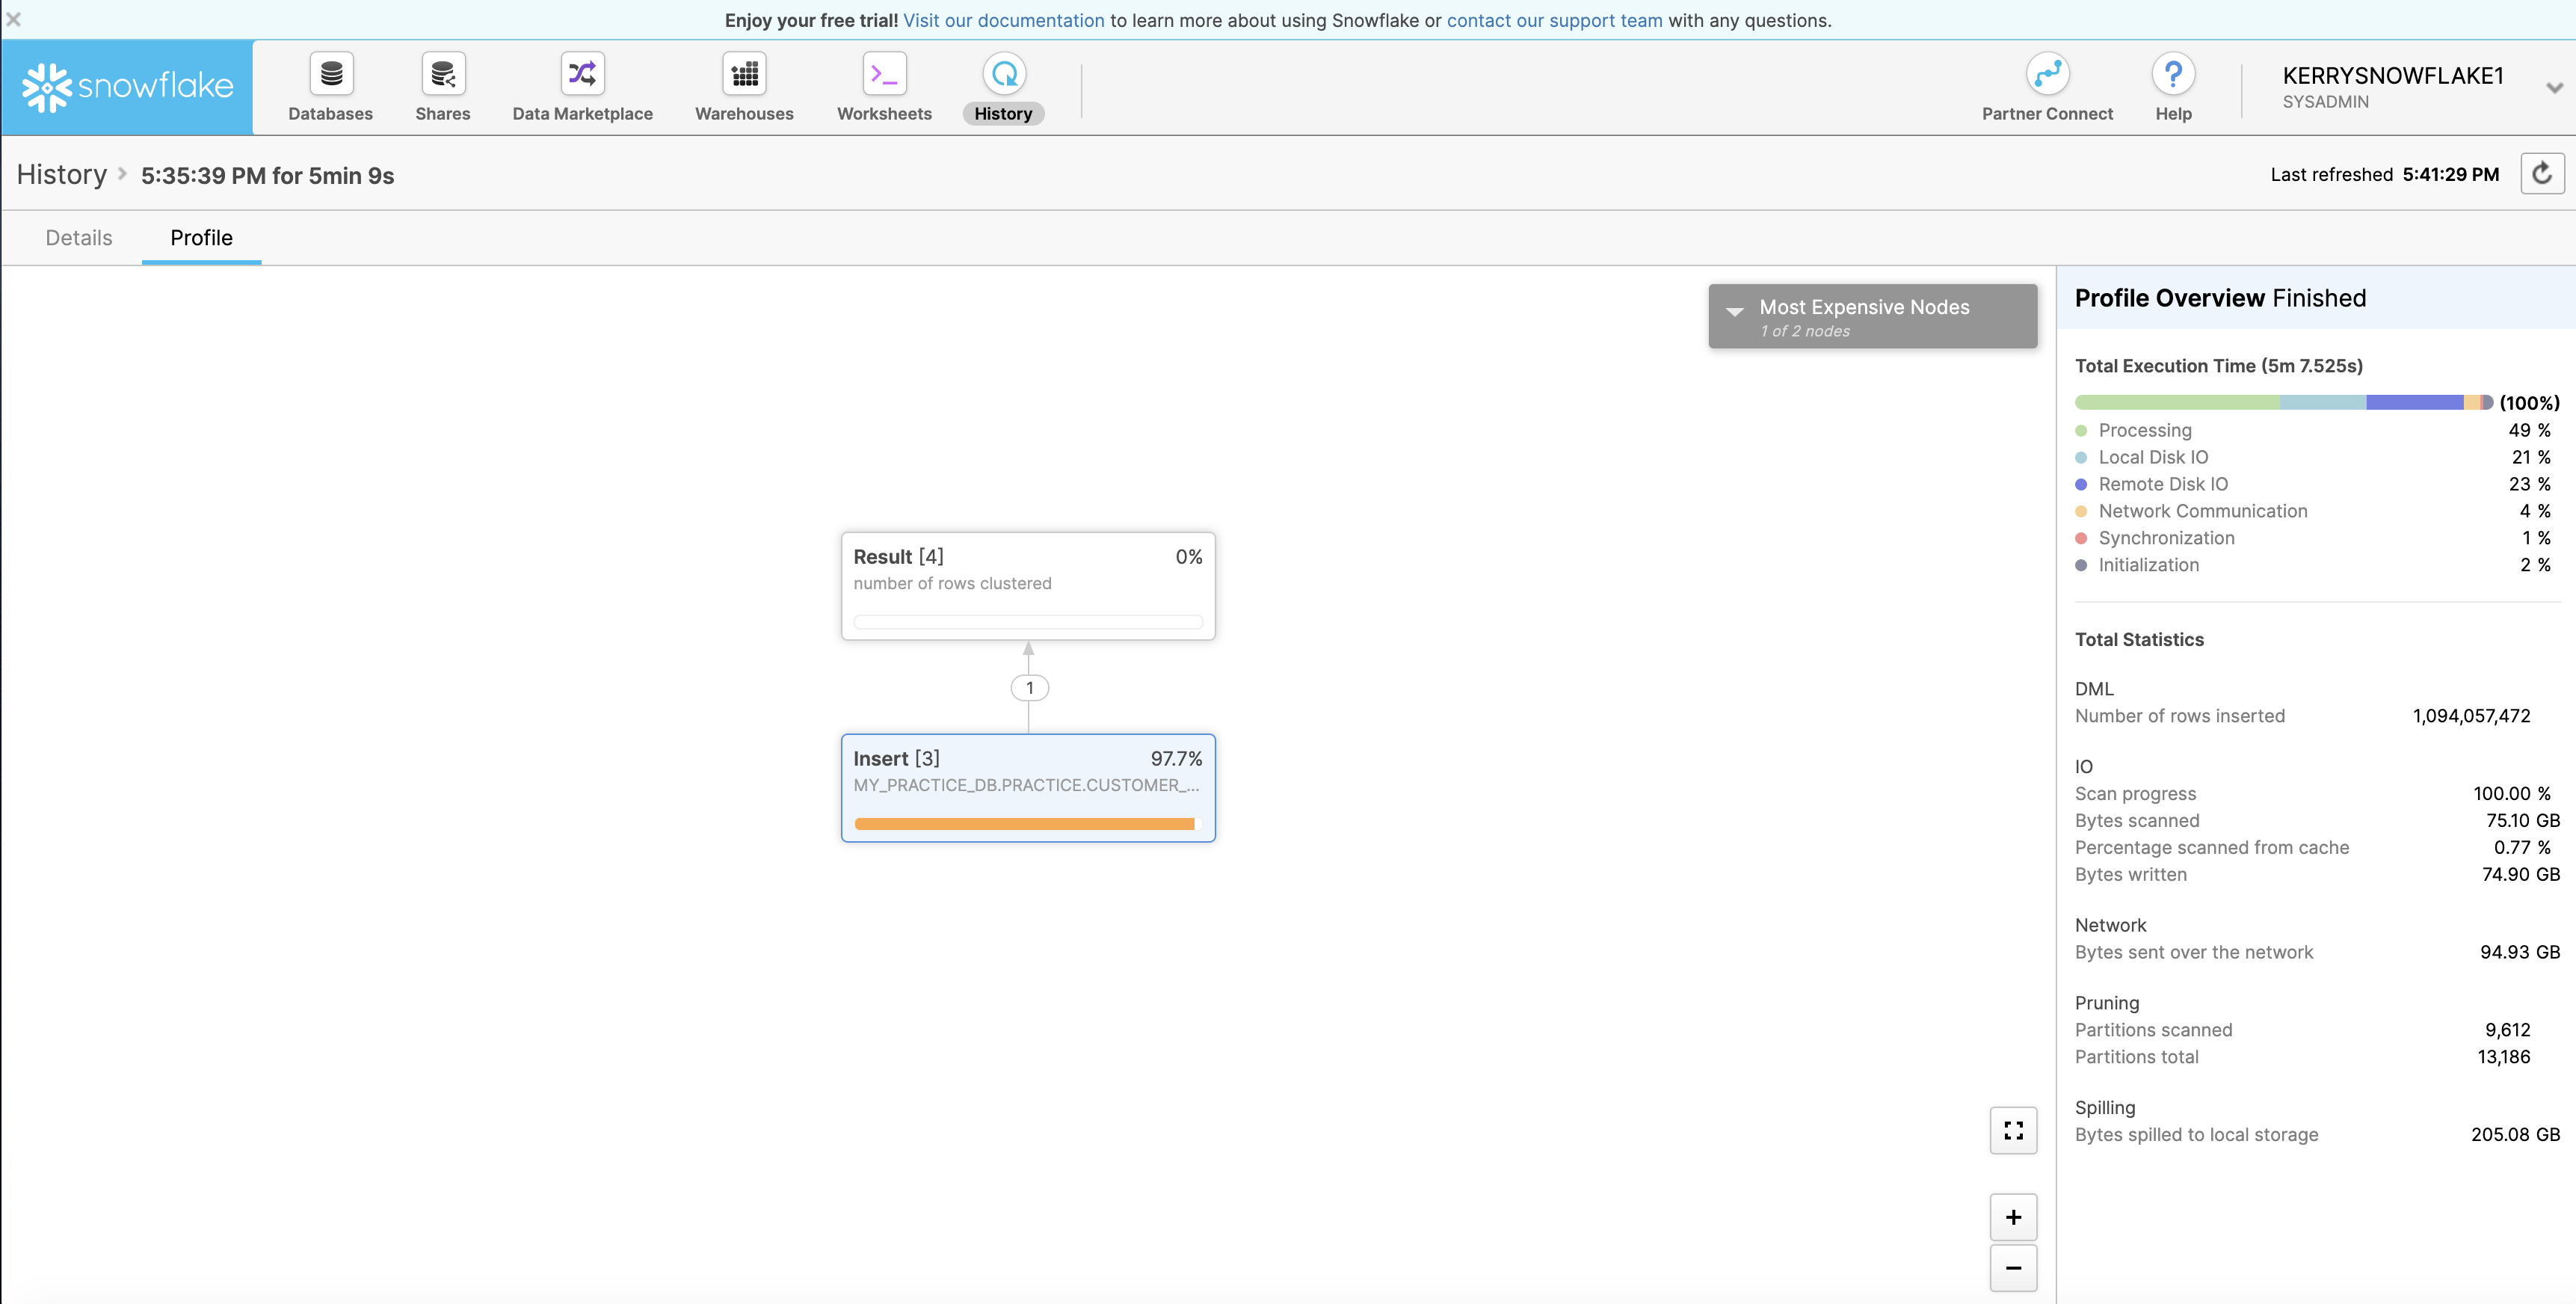 Enjoy your free trial! Visit our documentation to learn more about using Snowflake or contact our support team with any questions.
snowflake
Databases
Shares
Data Marketplace
Warehouses
Worksheets
History
Partner Connect
Help
KERRYSNOWFLAKE1
SYSADMIN
History > 5:35:39 PM for 5min 9s
Last refreshed 5:41:29 PM
Details
Profile
Most Expensive Nodes
1 of 2 nodes
Result [4] 0%
number of rows clustered
1
Insert [3] 97.7%
MY_PRACTICE_DB.PRACTICE.CUSTOMER_...
Profile Overview Finished
Total Execution Time (5m 7.525s)
(100%)
Processing 49 %
Local Disk IO 21 %
Remote Disk IO 23 %
Network Communication 4 %
Synchronization 1 %
Initialization 2 %
Total Statistics
DML
Number of rows inserted 1,094,057,472
IO
Scan progress 100.00 %
Bytes scanned 75.10 GB
Percentage scanned from cache 0.77 %
Bytes written 74.90 GB
Network
Bytes sent over the network 94.93 GB
Pruning
Partitions scanned 9,612
Partitions total 13,186
Spilling
Bytes spilled to local storage 205.08 GB